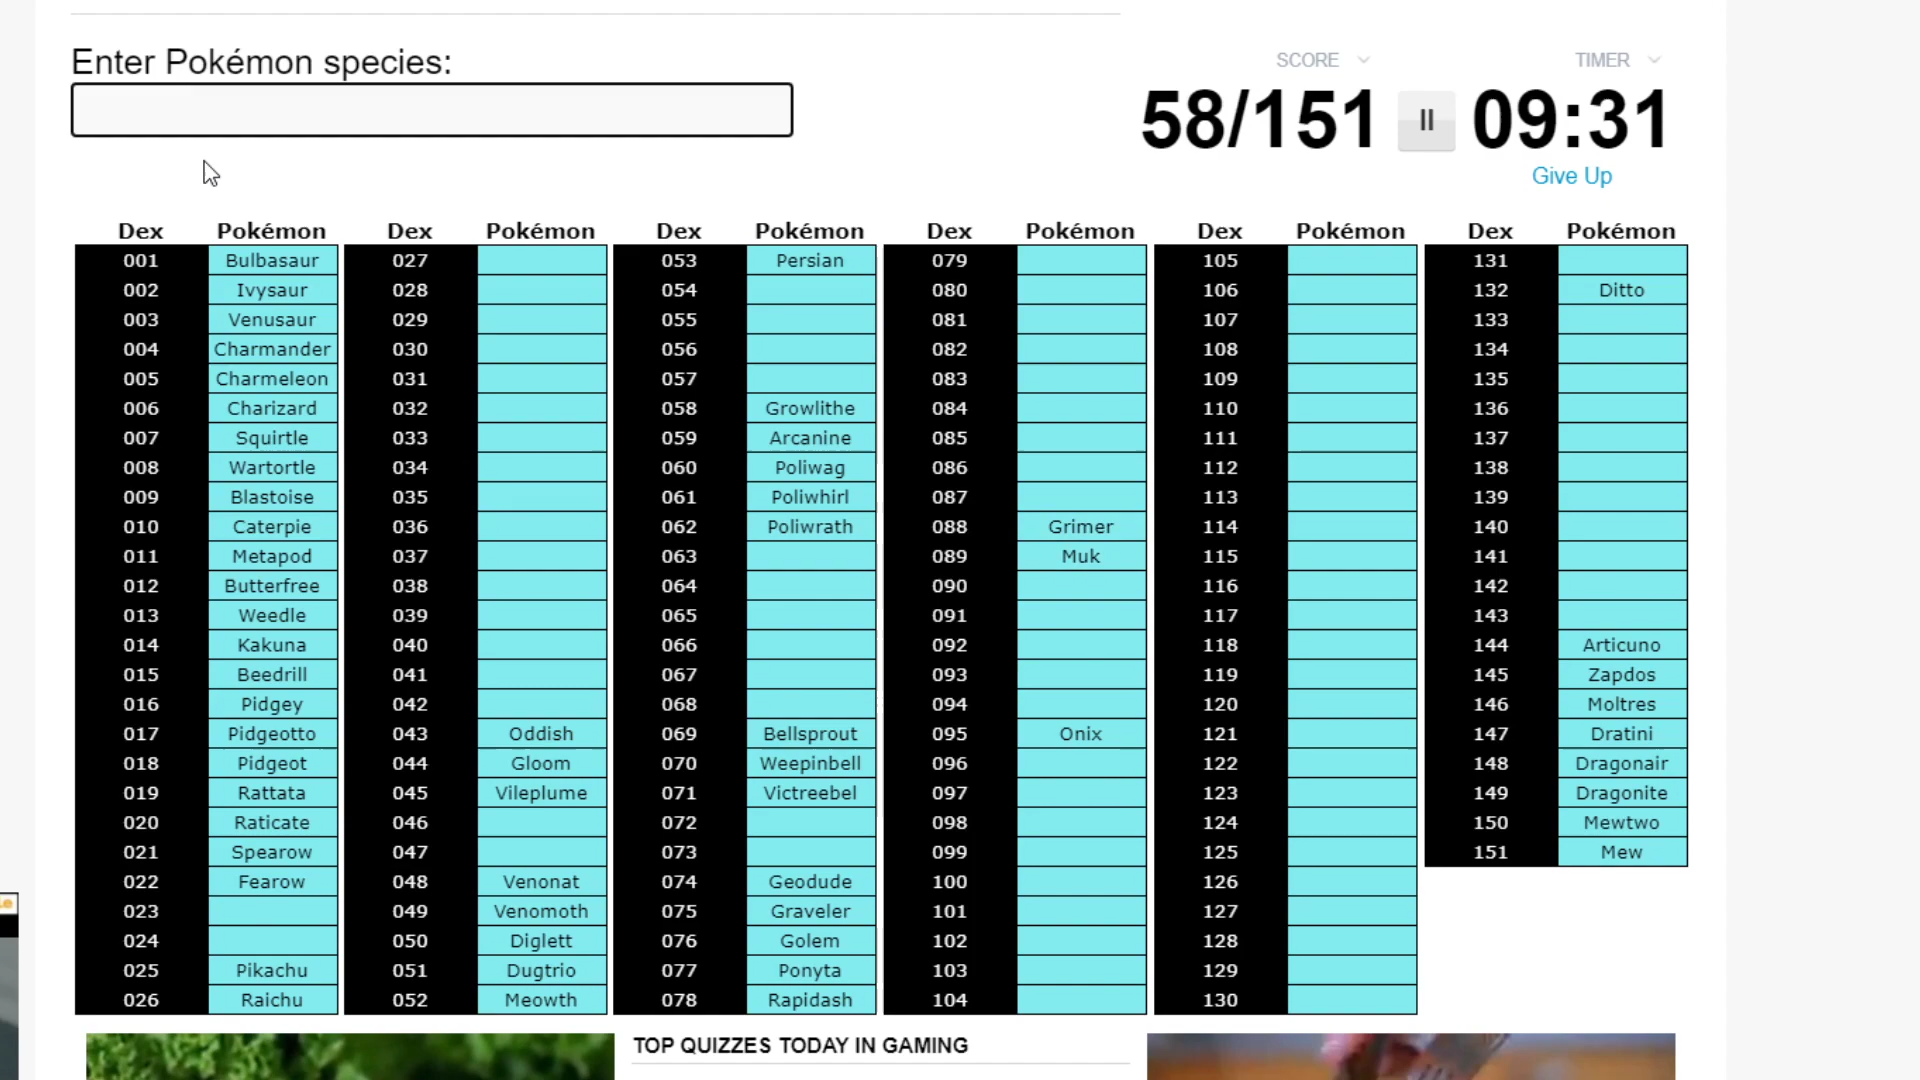 Enter Pokémon species:
SCORE TIMER
58/151 09:31
Give Up
Dex Pokémon Dex Pokémon Dex Pokémon Dex Pokémon Dex Pokémon Dex Pokémon
001 Bulbasaur 027 053 Persian 079 105 131
002 Ivysaur 028 054 080 106 132 Ditto
003 Venusaur 029 055 081 107 133
004 Charmander 030 056 082 108 134
005 Charmeleon 031 057 083 109 135
006 Charizard 032 058 Growlithe 084 110 136
007 Squirtle 033 059 Arcanine 085 111 137
008 Wartortle 034 060 Poliwag 086 112 138
009 Blastoise 035 061 Poliwhirl 087 113 139
010 Caterpie 036 062 Poliwrath 088 Grimer 114 140
011 Metapod 037 063 089 Muk 115 141
012 Butterfree 038 064 090 116 142
013 Weedle 039 065 091 117 143
014 Kakuna 040 066 092 118 144 Articuno
015 Beedrill 041 067 093 119 145 Zapdos
016 Pidgey 042 068 094 120 146 Moltres
017 Pidgeotto 043 Oddish 069 Bellsprout 095 Onix 121 147 Dratini
018 Pidgeot 044 Gloom 070 Weepinbell 096 122 148 Dragonair
019 Rattata 045 Vileplume 071 Victreebel 097 123 149 Dragonite
020 Raticate 046 072 098 124 150 Mewtwo
021 Spearow 047 073 099 125 151 Mew
022 Fearow 048 Venonat 074 Geodude 100 126
023 049 Venomoth 075 Graveler 101 127
024 050 Diglett 076 Golem 102 128
025 Pikachu 051 Dugtrio 077 Ponyta 103 129
026 Raichu 052 Meowth 078 Rapidash 104 130
TOP QUIZZES TODAY IN GAMING